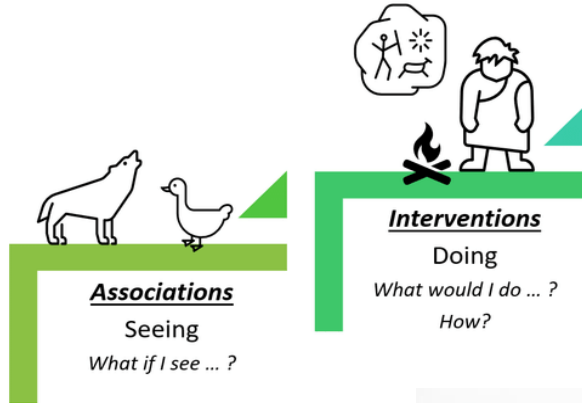 Associations
Seeing
What if I see ... ?
Interventions
Doing
What would I do ... ?
How?